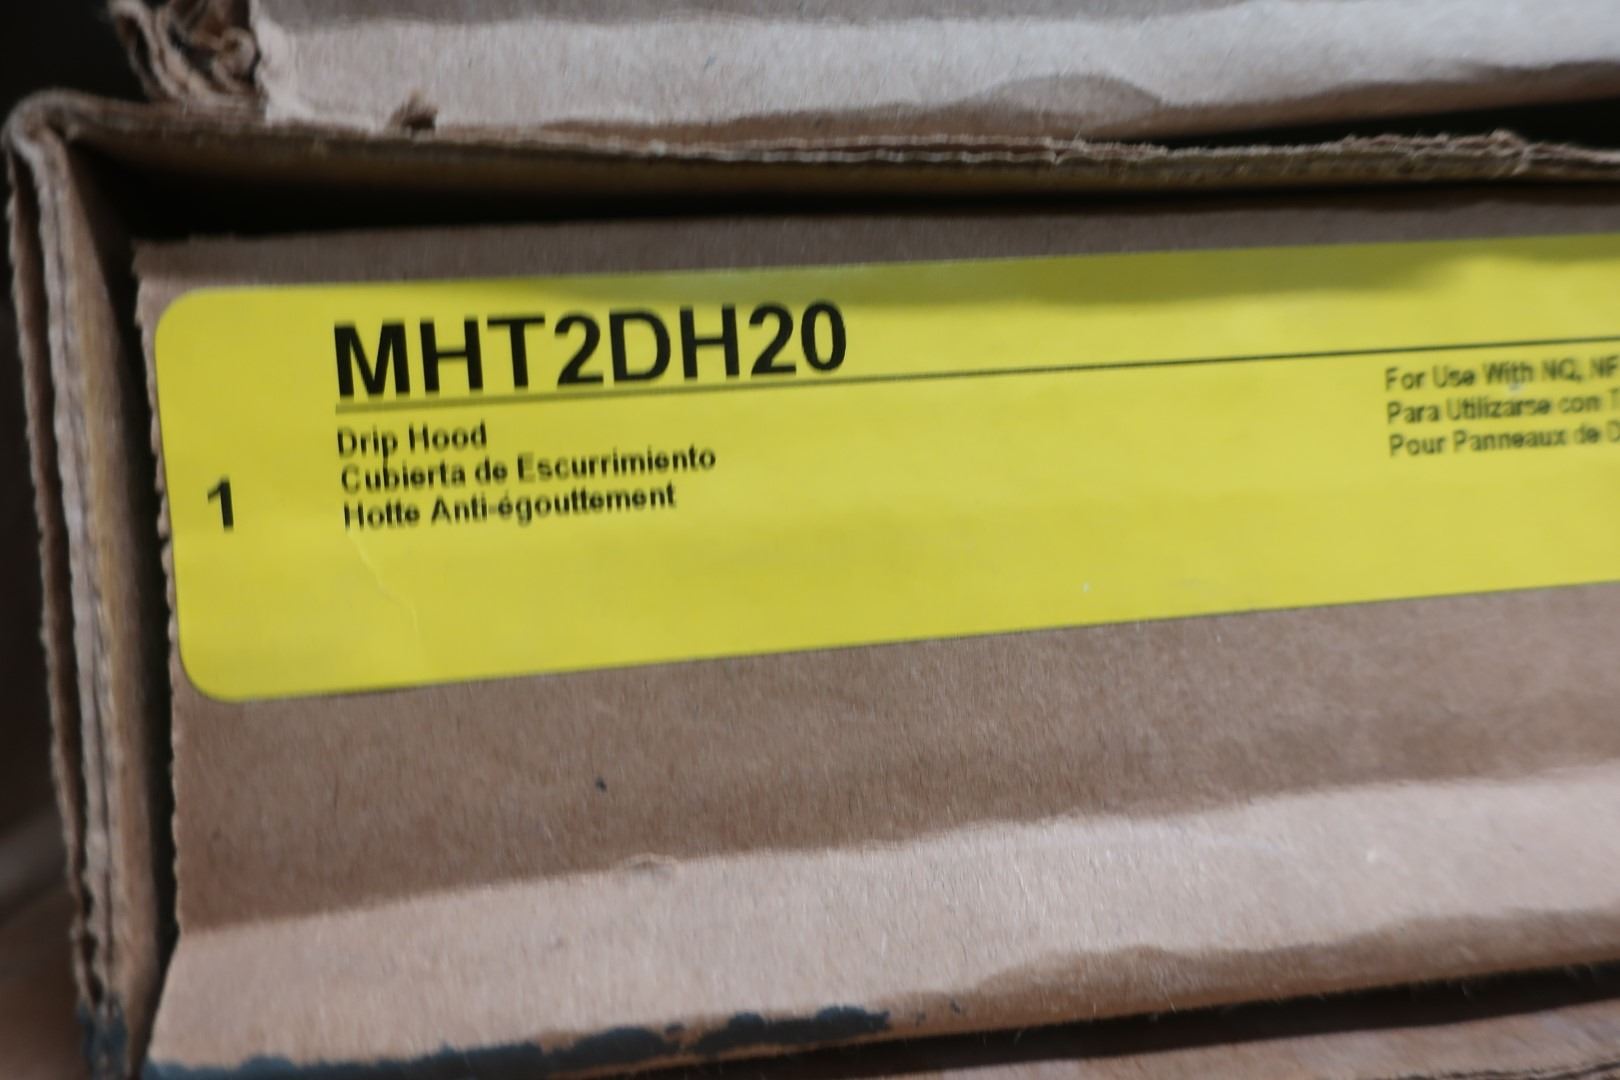 MHT2DH20
1
Drip Hood
Cubierta de Escurrimiento
Hotte Anti-égouttement
For Use With NQ, NF
Para Utilizarse con T
Pour Panneaux de D